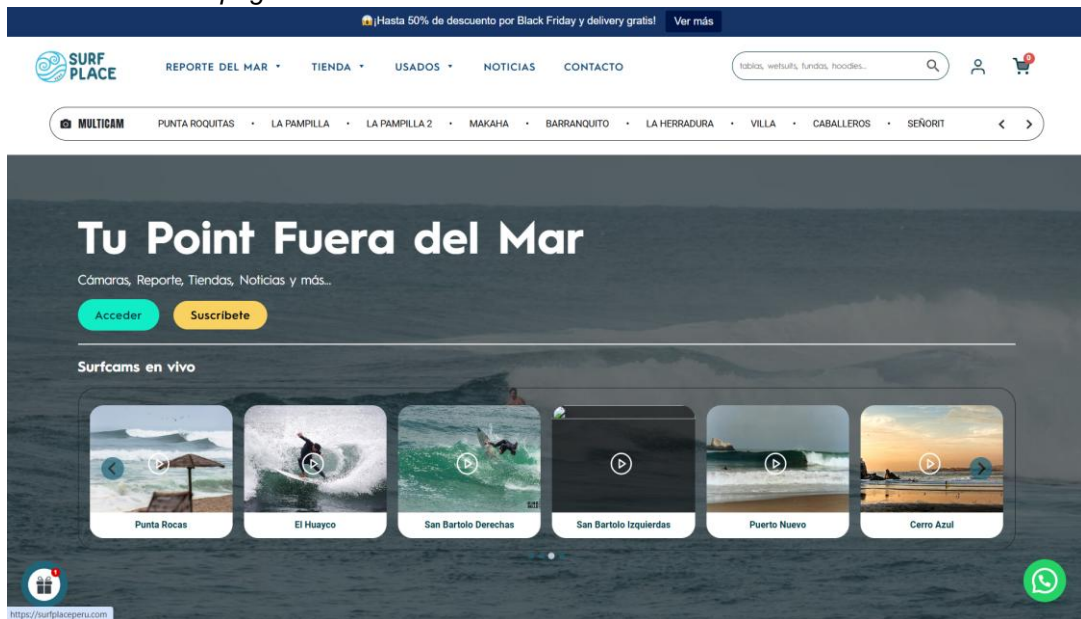 ¡Hasta 50% de descuento por Black Friday y delivery gratis! Ver más
SURF
PLACE
REPORTE DEL MAR TIENDA USADOS NOTICIAS CONTACTO
tablas, wetsuits, fundas, hoodies...
0
MULTICAM PUNTA ROQUITAS • LA PAMPILLA • LA PAMPILLA 2 • MAKAHA • BARRANQUITO • LA HERRADURA • VILLA • CABALLEROS • SEÑORIT
Tu Point Fuera del Mar
Cámaras, Reporte, Tiendas, Noticias y más...
Acceder Suscríbete
Surfcams en vivo
Punta Rocas El Huayco San Bartolo Derechas San Bartolo Izquierdas Puerto Nuevo Cerro Azul
1
https://surfplaceperu.com